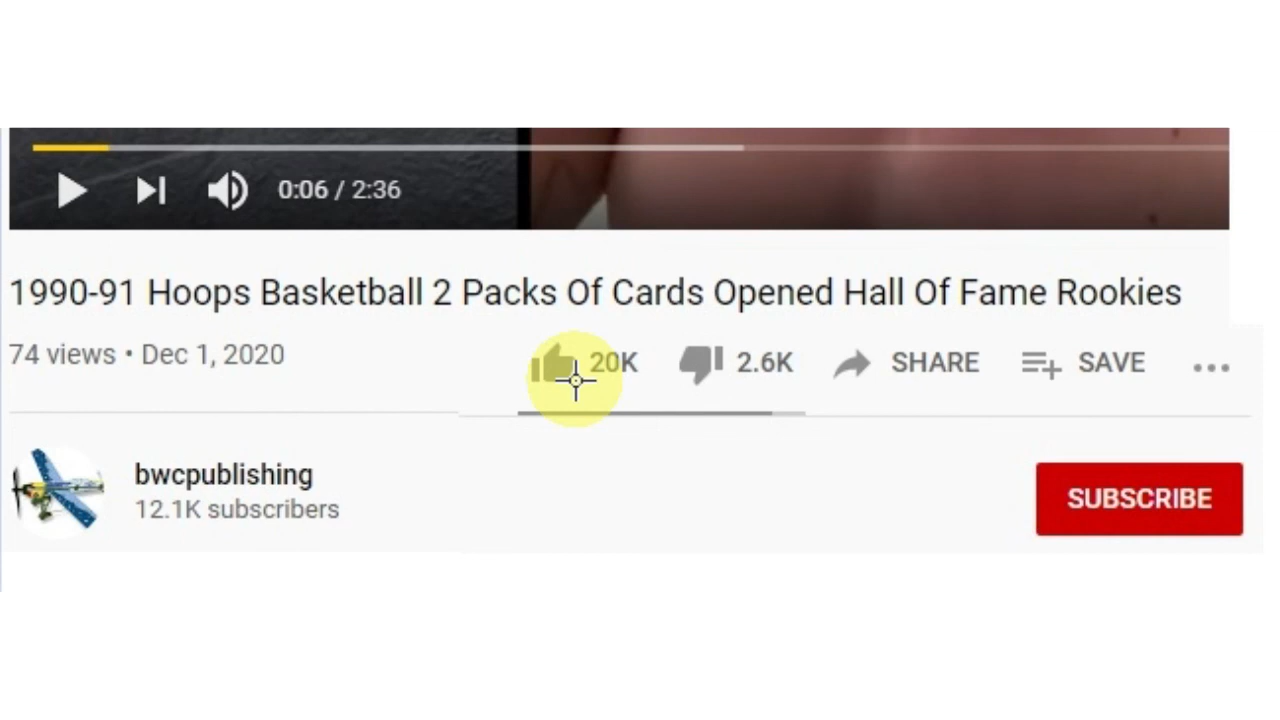 0:06 / 2:36
1990-91 Hoops Basketball 2 Packs Of Cards Opened Hall Of Fame Rookies
74 views • Dec 1, 2020
20K 2.6K SHARE SAVE
bwcpublishing
12.1K subscribers
SUBSCRIBE